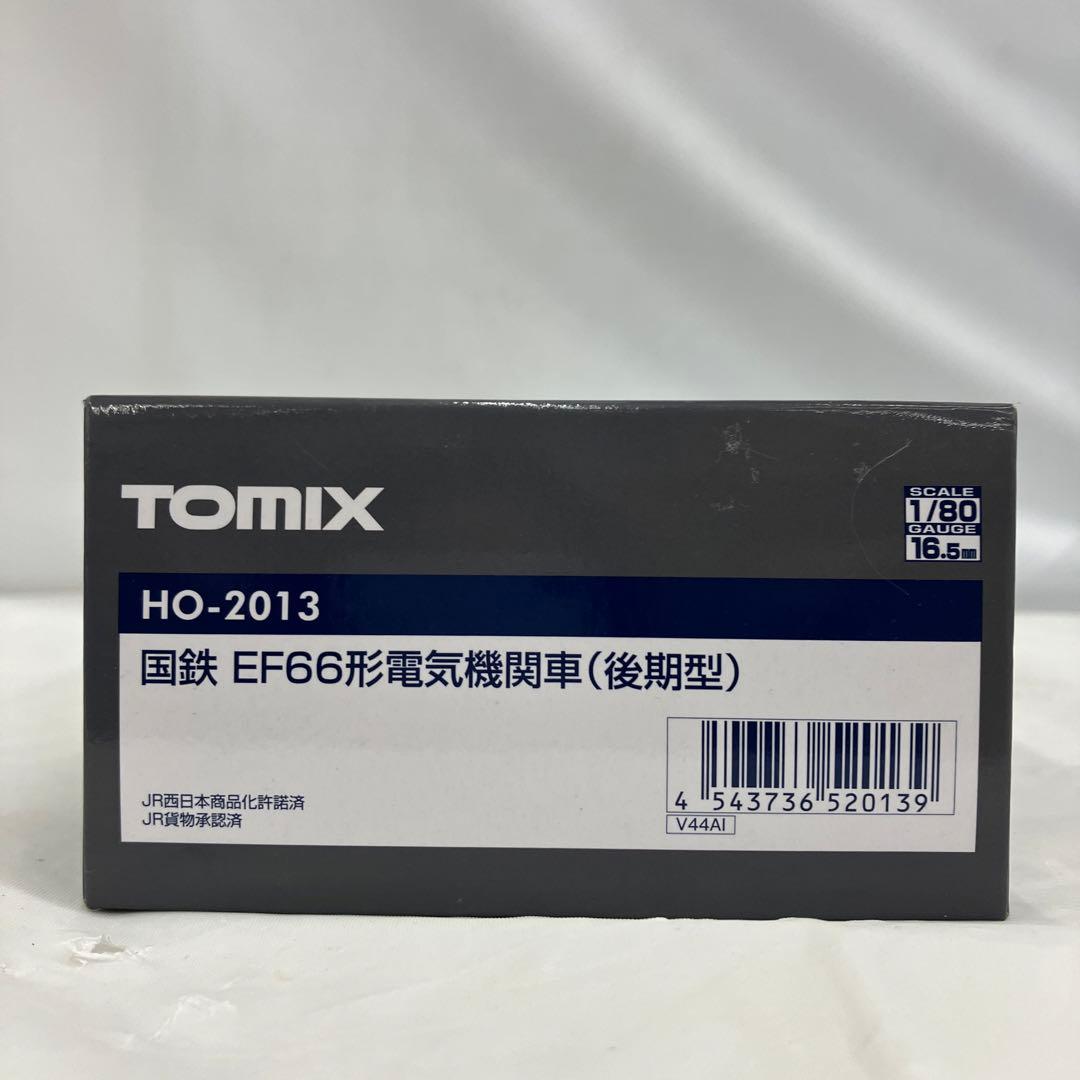 TOMIX
SCALE
1/80
GAUGE
16.5mm
HO-2013
国鉄 EF66形電気機関車(後期型)
JR西日本商品化許諾済
JR貨物承認済
4 543736 520139
V44AI